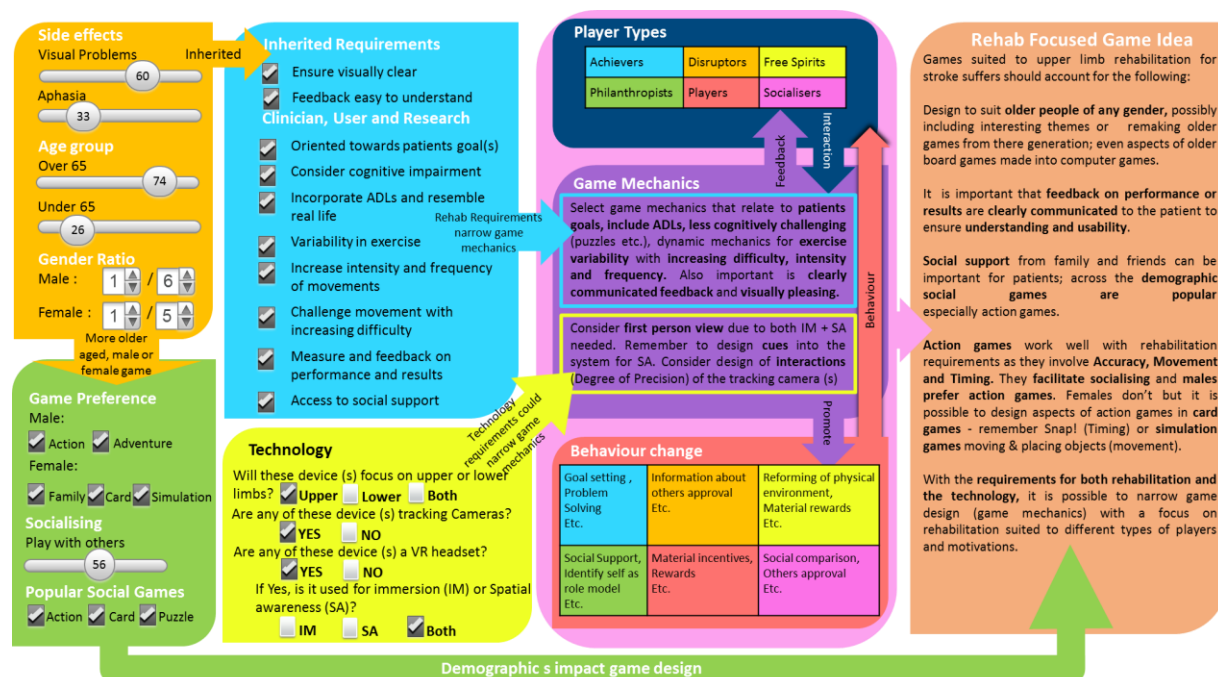 Side effects
Visual Problems
60
Aphasia
33
Age group
Over 65
74
Under 65
26
Gender Ratio
Male : 1 / 6
Female : 1 / 5
Inherited
More older
aged, male or
female game
Game Preference
Male:
Action Adventure
Female:
Family Card Simulation
Socialising
Play with others
56
Popular Social Games
Action Card Puzzle
Inherited Requirements
Ensure visually clear
Feedback easy to understand
Clinician, User and Research
Oriented towards patients goal(s)
Consider cognitive impairment
Incorporate ADLs and resemble
real life
Variability in exercise
Increase intensity and frequency
of movements
Challenge movement with
increasing difficulty
Measure and feedback on
performance and results
Access to social support
Rehab Requirements
narrow game
mechanics
Technology
Will these device (s) focus on upper or lower
limbs? Upper Lower Both
Are any of these device (s) tracking Cameras?
YES NO
Are any of these device (s) a VR headset?
YES NO
If Yes, is it used for immersion (IM) or Spatial
awareness (SA)?
IM SA Both
Technology
requirements could
narrow game
mechanics
Player Types
Achievers Disruptors Free Spirits
Philanthropists Players Socialisers
Feedback
Interaction
Behaviour
Game Mechanics
Select game mechanics that relate to patients
goals, include ADLs, less cognitively challenging
(puzzles etc.), dynamic mechanics for exercise
variability with increasing difficulty, intensity
and frequency. Also important is clearly
communicated feedback and visually pleasing.
Consider first person view due to both IM + SA
needed. Remember to design cues into the
system for SA. Consider design of interactions
(Degree of Precision) of the tracking camera (s)
Promote
Behaviour change
Goal setting ,
Problem
Solving
Etc.
Information about
others approval
Etc.
Reforming of physical
environment,
Material rewards
Etc.
Social Support,
Identify self as
role model
Etc.
Material incentives,
Rewards
Etc.
Social comparison,
Others approval
Etc.
Rehab Focused Game Idea
Games suited to upper limb rehabilitation for
stroke suffers should account for the following:
Design to suit older people of any gender, possibly
including interesting themes or remaking older
games from there generation; even aspects of older
board games made into computer games.
It is important that feedback on performance or
results are clearly communicated to the patient to
ensure understanding and usability.
Social support from family and friends can be
important for patients; across the demographic
social games are popular
especially action games.
Action games work well with rehabilitation
requirements as they involve Accuracy, Movement
and Timing. They facilitate socialising and males
prefer action games. Females don't but it is
possible to design aspects of action games in card
games - remember Snap! (Timing) or simulation
games moving & placing objects (movement).
With the requirements for both rehabilitation and
the technology, it is possible to narrow game
design (game mechanics) with a focus on
rehabilitation suited to different types of players
and motivations.
Demographic s impact game design